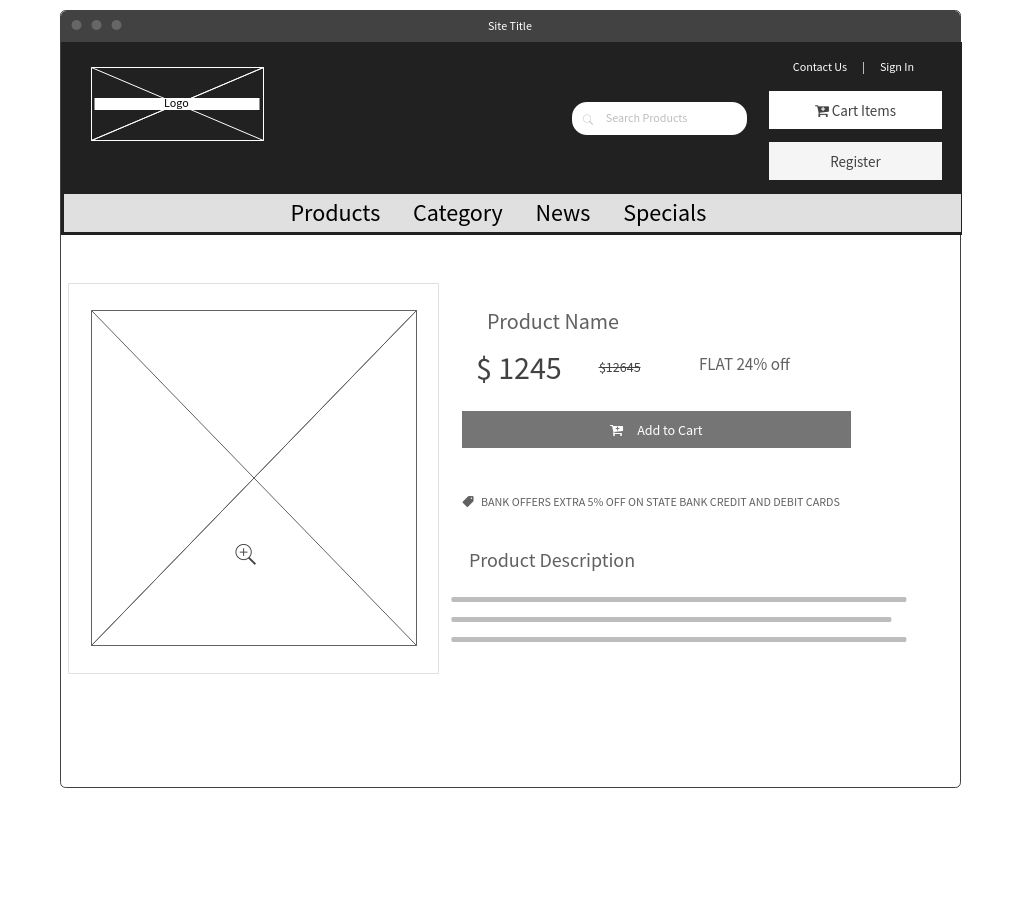 Site Title
Contact Us | Sign In
Logo
Search Products
Cart Items
Register
Products Category News Specials
Product Name
$ 1245 $12645 FLAT 24% off
Add to Cart
BANK OFFERS EXTRA 5% OFF ON STATE BANK CREDIT AND DEBIT CARDS
Product Description